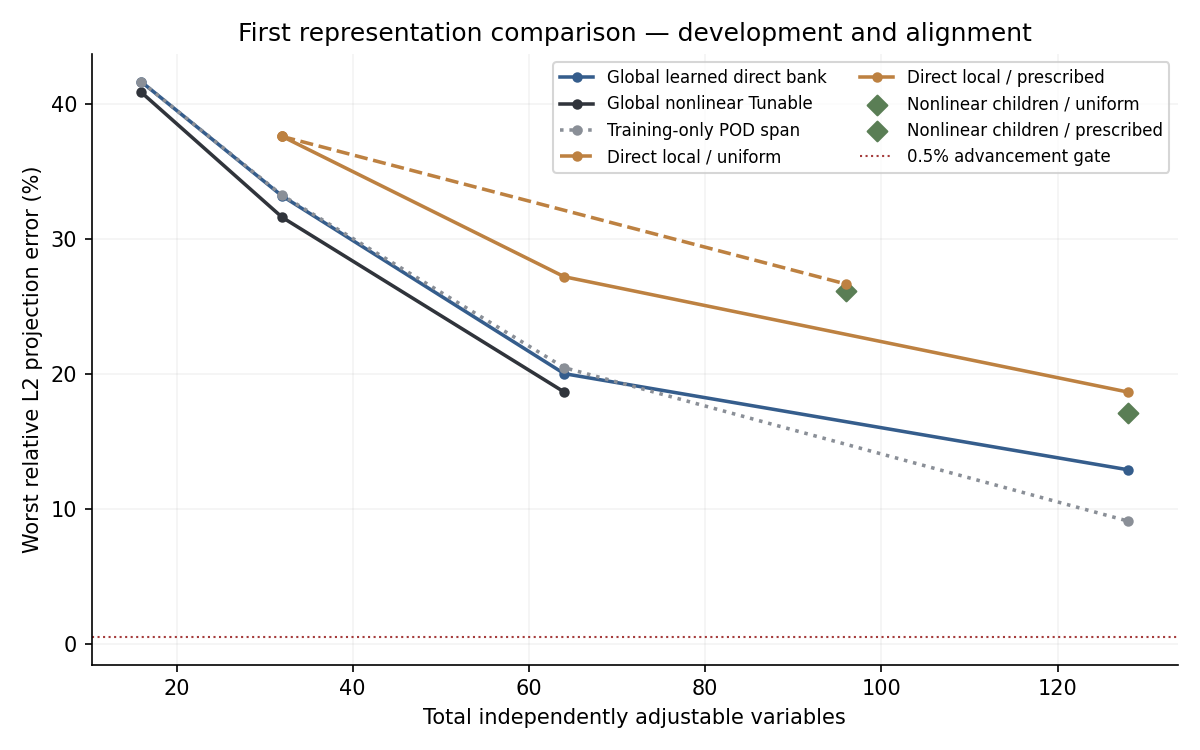 First representation comparison — development and alignment
Global learned direct bank
Global nonlinear Tunable
Training-only POD span
Direct local / uniform
Direct local / prescribed
Nonlinear children / uniform
Nonlinear children / prescribed
0.5% advancement gate
Worst relative L2 projection error (%)
40
30
20
10
0
20 40 60 80 100 120
Total independently adjustable variables